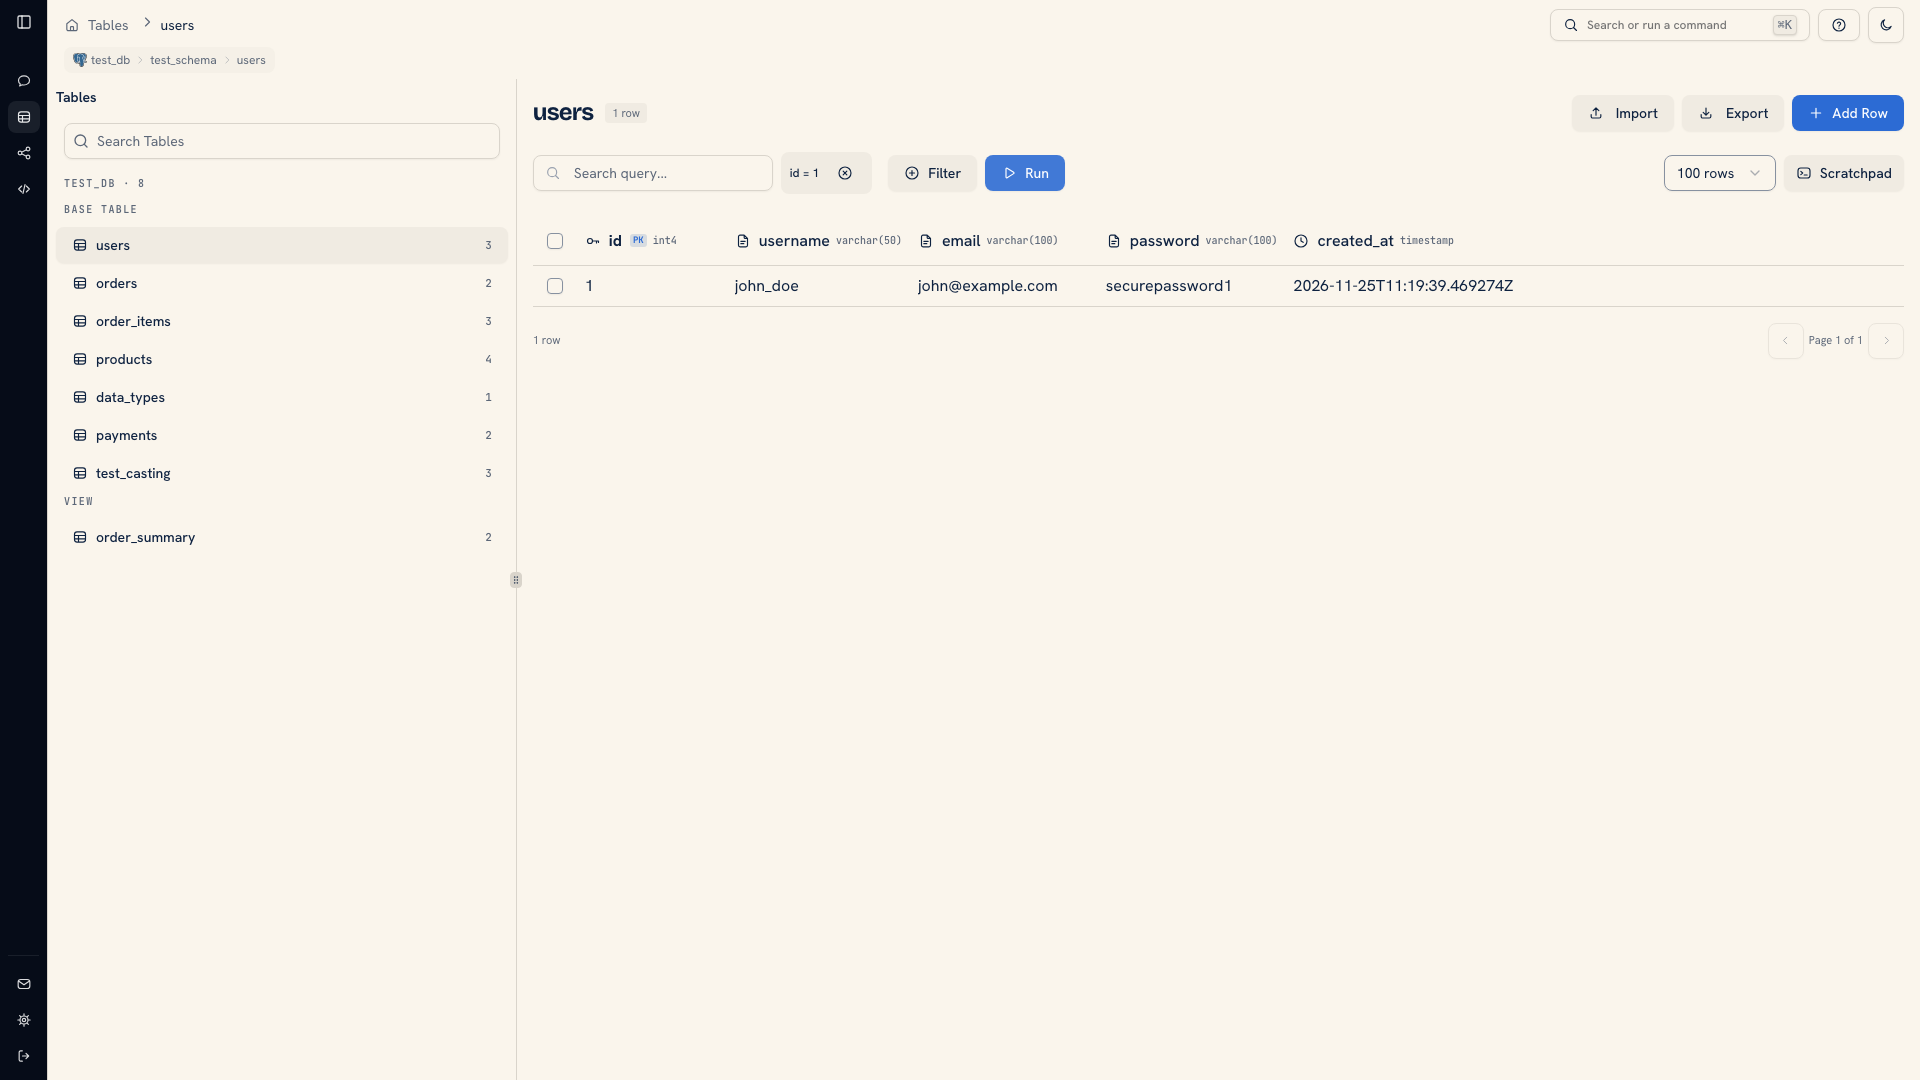 Tables > users
Search or run a command ⌘K
test_db > test_schema > users
Tables
Search Tables
TEST_DB · 8
BASE TABLE
users 3
orders 2
order_items 3
products 4
data_types 1
payments 2
test_casting 3
VIEW
order_summary 2
users 1 row
Import Export Add Row
Search query... id = 1 Filter Run 100 rows Scratchpad
id PK int4 username varchar(50) email varchar(100) password varchar(100) created_at timestamp
1 john_doe john@example.com securepassword1 2026-11-25T11:19:39.469274Z
1 row Page 1 of 1